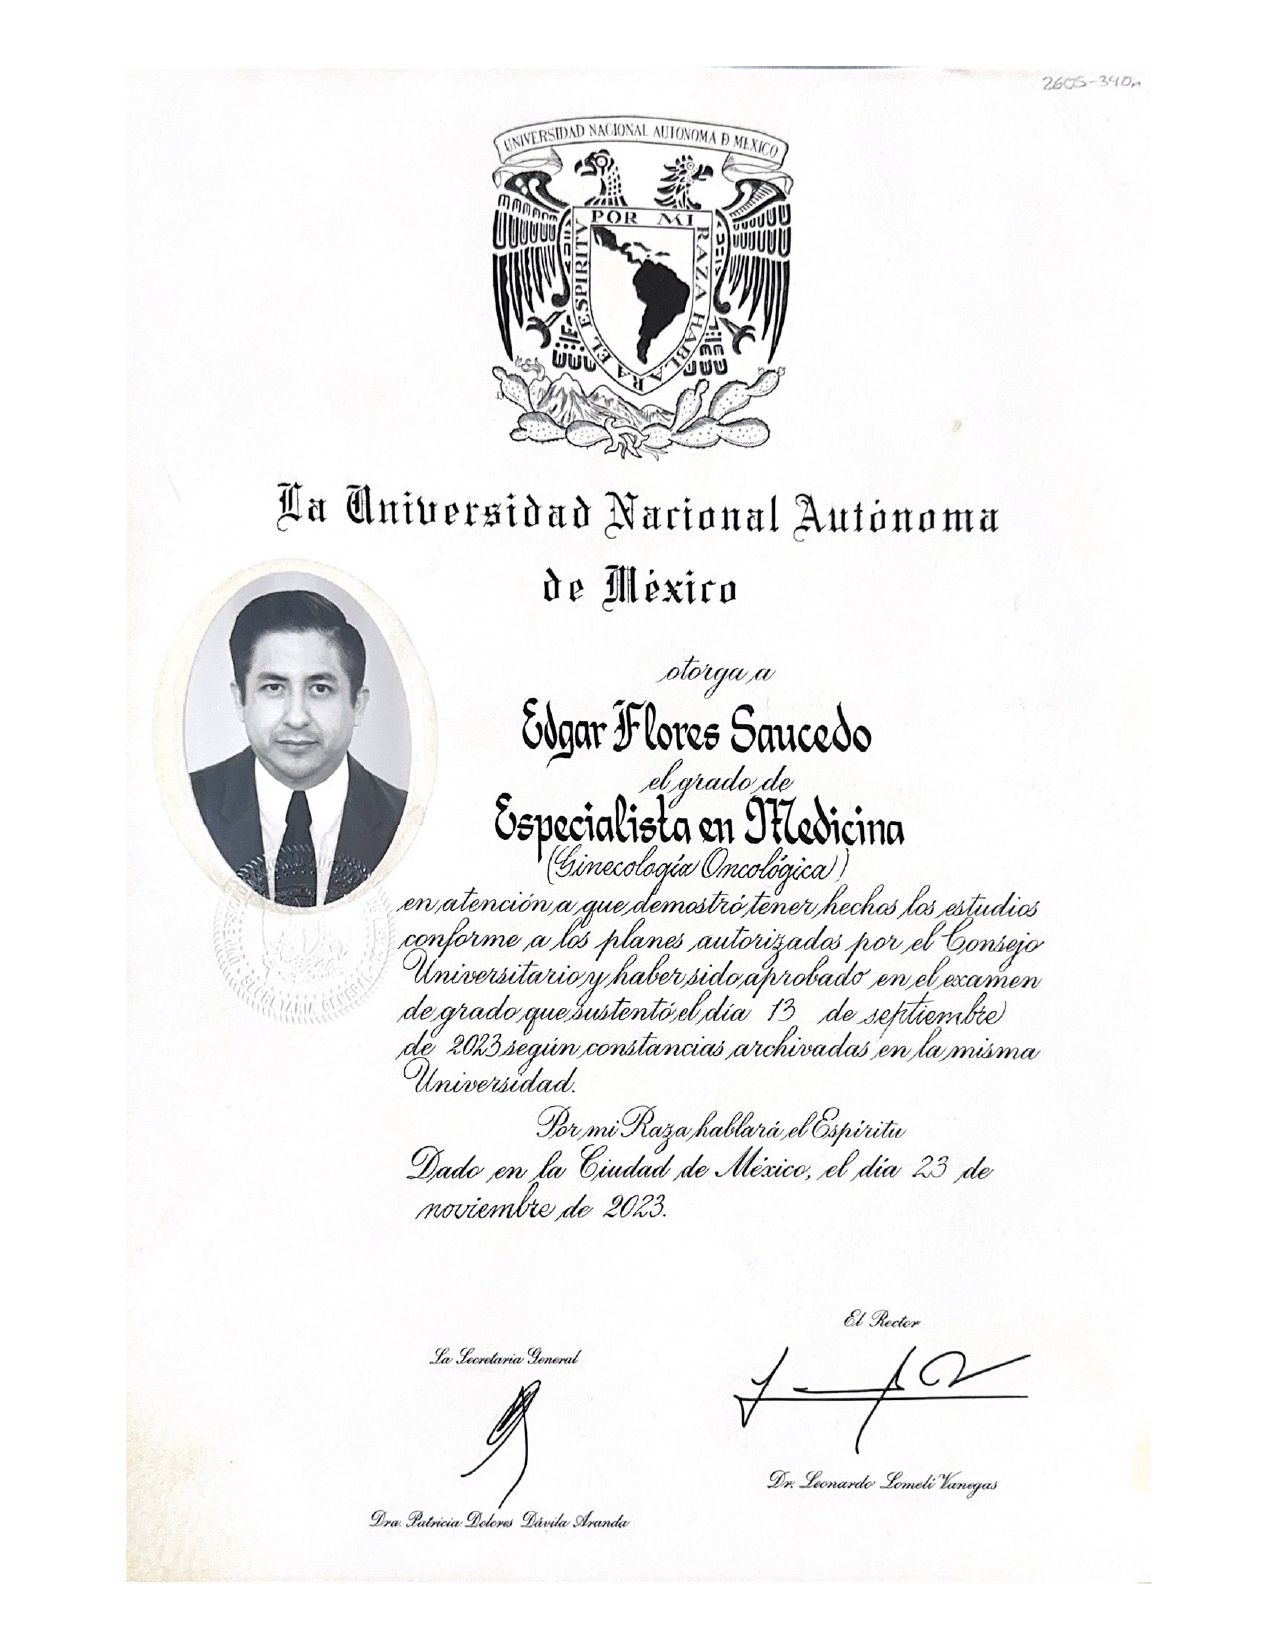 2605-340n
UNIVERSIDAD NACIONAL AUTONOMA Ð MEXICO
POR MI RAZA HABLARA EL ESPIRITU
La Universidad Nacional Autónoma
de México
otorga a
Edgar Flores Saucedo
el grado de
Especialista en Medicina
(Ginecología Oncológica)
en atención a que demostró tener hechos los estudios
conforme a los planes autorizados por el Consejo
Universitario y haber sido aprobado en el examen
de grado que sustentó el día 13 de septiembre
de 2023 según constancias archivadas en la misma
Universidad.
Por mi Raza hablará el Espíritu
Dado en la Ciudad de México, el día 23 de
noviembre de 2023.
El Rector
La Secretaria General
Dr. Leonardo Lomelí Vanegas
Dra. Patricia Dolores Dávila Aranda